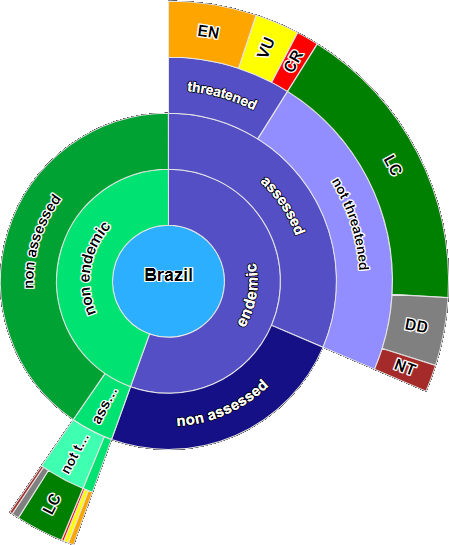 EN
VU
CR
threatened
LC
not threatened
assessed
non assessed
non endemic
Brazil
endemic
DD
NT
non assessed
ass...
not t...
LC